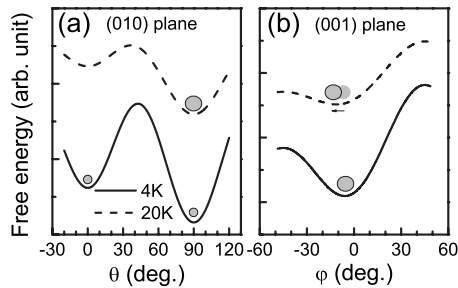 (a) (010) plane
(b) (001) plane
Free energy (arb. unit)
4K
20K
-30 0 30 60 90 120
-60 -30 0 30 60
θ (deg.)
φ (deg.)